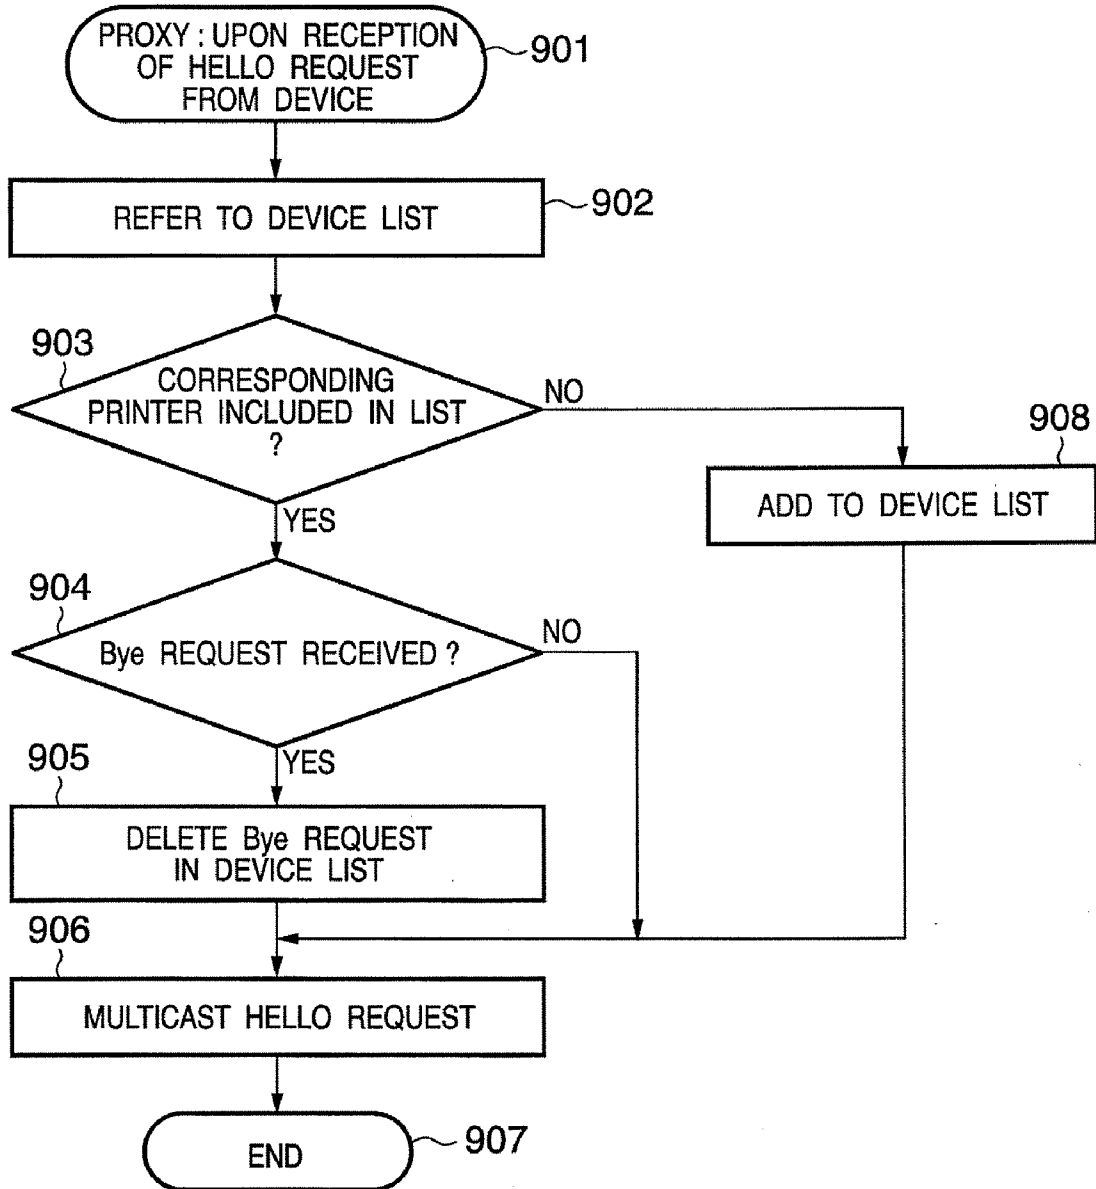 PROXY : UPON RECEPTION
OF HELLO REQUEST
FROM DEVICE
901
REFER TO DEVICE LIST
902
903
CORRESPONDING
PRINTER INCLUDED IN LIST
?
NO
YES
908
ADD TO DEVICE LIST
904
Bye REQUEST RECEIVED ?
NO
YES
905
DELETE Bye REQUEST
IN DEVICE LIST
906
MULTICAST HELLO REQUEST
END
907